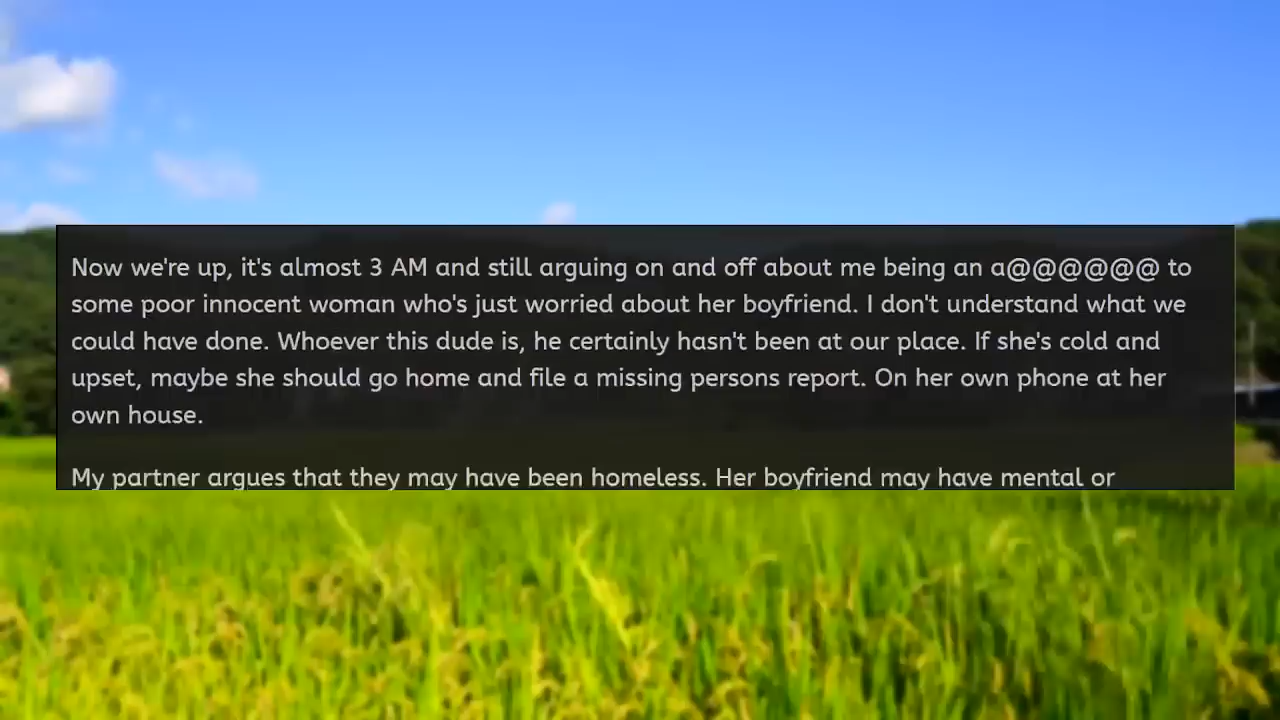 Now we're up, it's almost 3 AM and still arguing on and off about me being an a@@@@@@ to
some poor innocent woman who's just worried about her boyfriend. I don't understand what we
could have done. Whoever this dude is, he certainly hasn't been at our place. If she's cold and
upset, maybe she should go home and file a missing persons report. On her own phone at her
own house.
My partner argues that they may have been homeless. Her boyfriend may have mental or